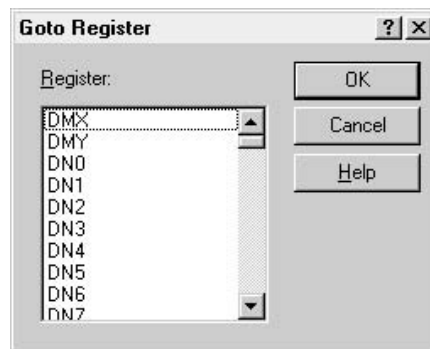 Goto Register
Register:
OK
DMX
Cancel
DMY
DN0
DN1
Help
DN2
DN3
DN4
DN5
DN6
DN7